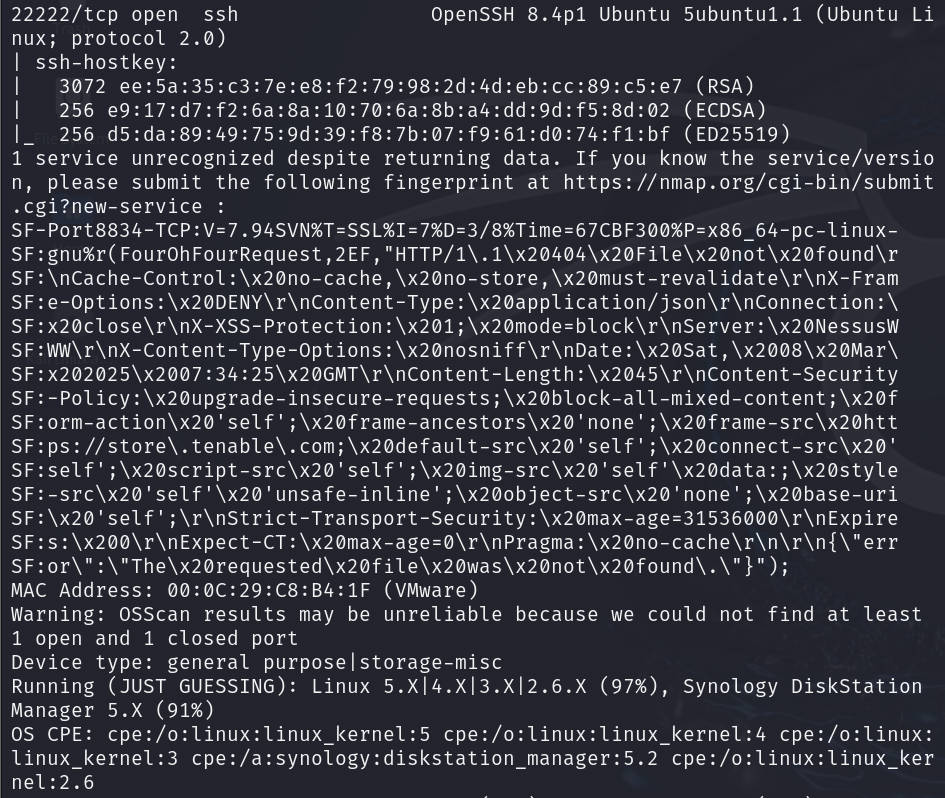 22222/tcp open  ssh                OpenSSH 8.4p1 Ubuntu 5ubuntu1.1 (Ubuntu Li
nux; protocol 2.0)
| ssh-hostkey:
|   3072 ee:5a:35:c3:7e:e8:f2:79:98:2d:4d:eb:cc:89:c5:e7 (RSA)
|   256 e9:17:d7:f2:6a:8a:10:70:6a:8b:a4:dd:9d:f5:8d:02 (ECDSA)
|_  256 d5:da:89:49:75:9d:39:f8:7b:07:f9:61:d0:74:f1:bf (ED25519)
1 service unrecognized despite returning data. If you know the service/versio
n, please submit the following fingerprint at https://nmap.org/cgi-bin/submit
.cgi?new-service :
SF-Port8834-TCP:V=7.94SVN%T=SSL%I=7%D=3/8%Time=67CBF300%P=x86_64-pc-linux-
SF:gnu%r(FourOhFourRequest,2EF,"HTTP/1\.1\x20404\x20File\x20not\x20found\r
SF:\nCache-Control:\x20no-cache,\x20no-store,\x20must-revalidate\r\nX-Fram
SF:e-Options:\x20DENY\r\nContent-Type:\x20application/json\r\nConnection:\
SF:x20close\r\nX-XSS-Protection:\x201;\x20mode=block\r\nServer:\x20NessusW
SF:WW\r\nX-Content-Type-Options:\x20nosniff\r\nDate:\x20Sat,\x2008\x20Mar\
SF:x202025\x2007:34:25\x20GMT\r\nContent-Length:\x2045\r\nContent-Security
SF:-Policy:\x20upgrade-insecure-requests;\x20block-all-mixed-content;\x20f
SF:orm-action\x20'self';\x20frame-ancestors\x20'none';\x20frame-src\x20htt
SF:ps://store\.tenable\.com;\x20default-src\x20'self';\x20connect-src\x20'
SF:self';\x20script-src\x20'self';\x20img-src\x20'self'\x20data:;\x20style
SF:-src\x20'self'\x20'unsafe-inline';\x20object-src\x20'none';\x20base-uri
SF:\x20'self';\r\nStrict-Transport-Security:\x20max-age=31536000\r\nExpire
SF:s:\x200\r\nExpect-CT:\x20max-age=0\r\nPragma:\x20no-cache\r\n\r\n{\"err
SF:or\":\"The\x20requested\x20file\x20was\x20not\x20found\.\"}");
MAC Address: 00:0C:29:C8:B4:1F (VMware)
Warning: OSScan results may be unreliable because we could not find at least
1 open and 1 closed port
Device type: general purpose|storage-misc
Running (JUST GUESSING): Linux 5.X|4.X|3.X|2.6.X (97%), Synology DiskStation
Manager 5.X (91%)
OS CPE: cpe:/o:linux:linux_kernel:5 cpe:/o:linux:linux_kernel:4 cpe:/o:linux:
linux_kernel:3 cpe:/a:synology:diskstation_manager:5.2 cpe:/o:linux:linux_ker
nel:2.6